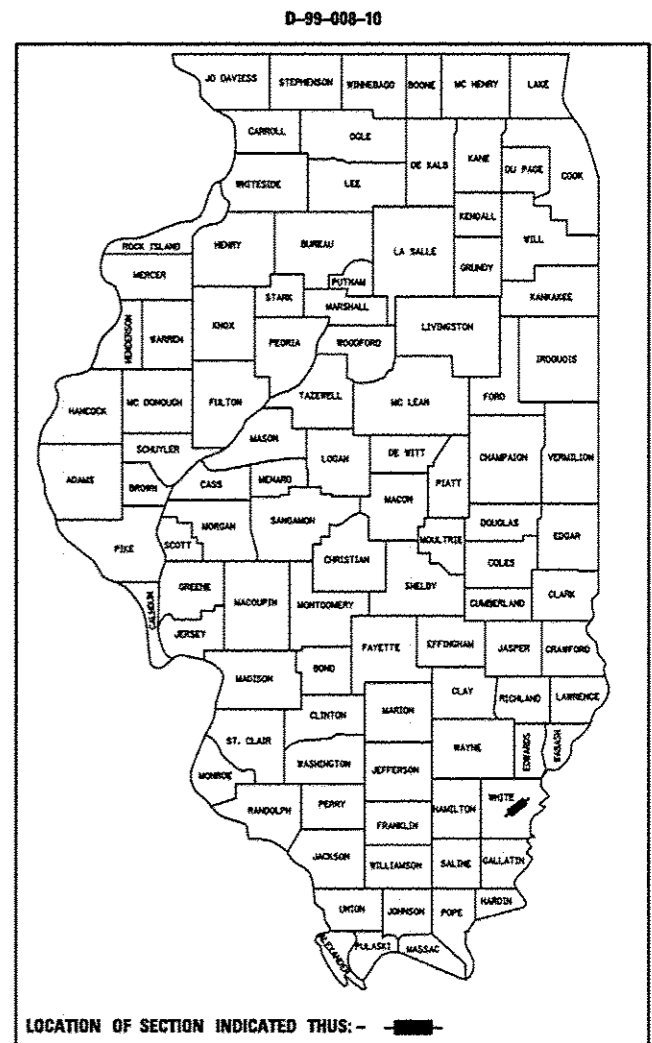 D-99-008-10
JO DAVIESS STEPHENSON WINNEBAGO BOONE MC HENRY LAKE
CARROLL OGLE DE KALB KANE DU PAGE COOK
WHITESIDE LEE
KENDALL WILL
ROCK ISLAND HENRY BUREAU LA SALLE GRUNDY
MERCER PUTNAM
STARK MARSHALL KANKAKEE
HENDERSON WARREN KNOX PEORIA WOODFORD LIVINGSTON IROQUOIS
HANCOCK MC DONOUGH FULTON TAZEWELL MC LEAN FORD
MASON
SCHUYLER LOGAN DE WITT CHAMPAIGN VERMILION
ADAMS BROWN CASS MENARD MACON PIATT
PIKE SCOTT MORGAN SANGAMON CHRISTIAN MOULTRIE DOUGLAS EDGAR
COLES
CALHOUN GREENE MACOUPIN MONTGOMERY SHELBY CUMBERLAND CLARK
JERSEY
FAYETTE EFFINGHAM JASPER CRAWFORD
MADISON BOND
CLAY RICHLAND LAWRENCE
CLINTON MARION
ST. CLAIR WAYNE EDWARDS WABASH
WASHINGTON JEFFERSON
MONROE
RANDOLPH PERRY HAMILTON WHITE
FRANKLIN
JACKSON WILLIAMSON SALINE GALLATIN
UNION JOHNSON POPE HARDIN
ALEXANDER PULASKI MASSAC
LOCATION OF SECTION INDICATED THUS: -